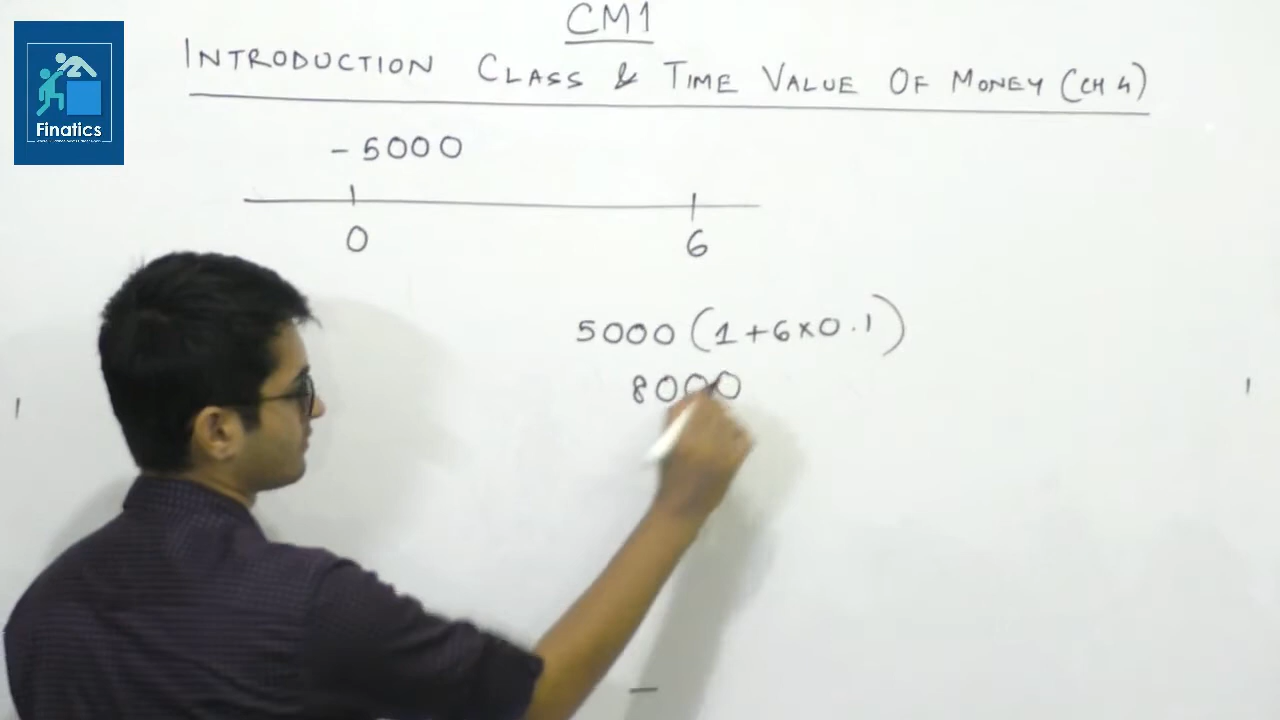 CM1
INTRODUCTION CLASS & TIME VALUE OF MONEY (CH 4)
Finatics
- 5000
0 6
5000 (1+6×0.1)
8000